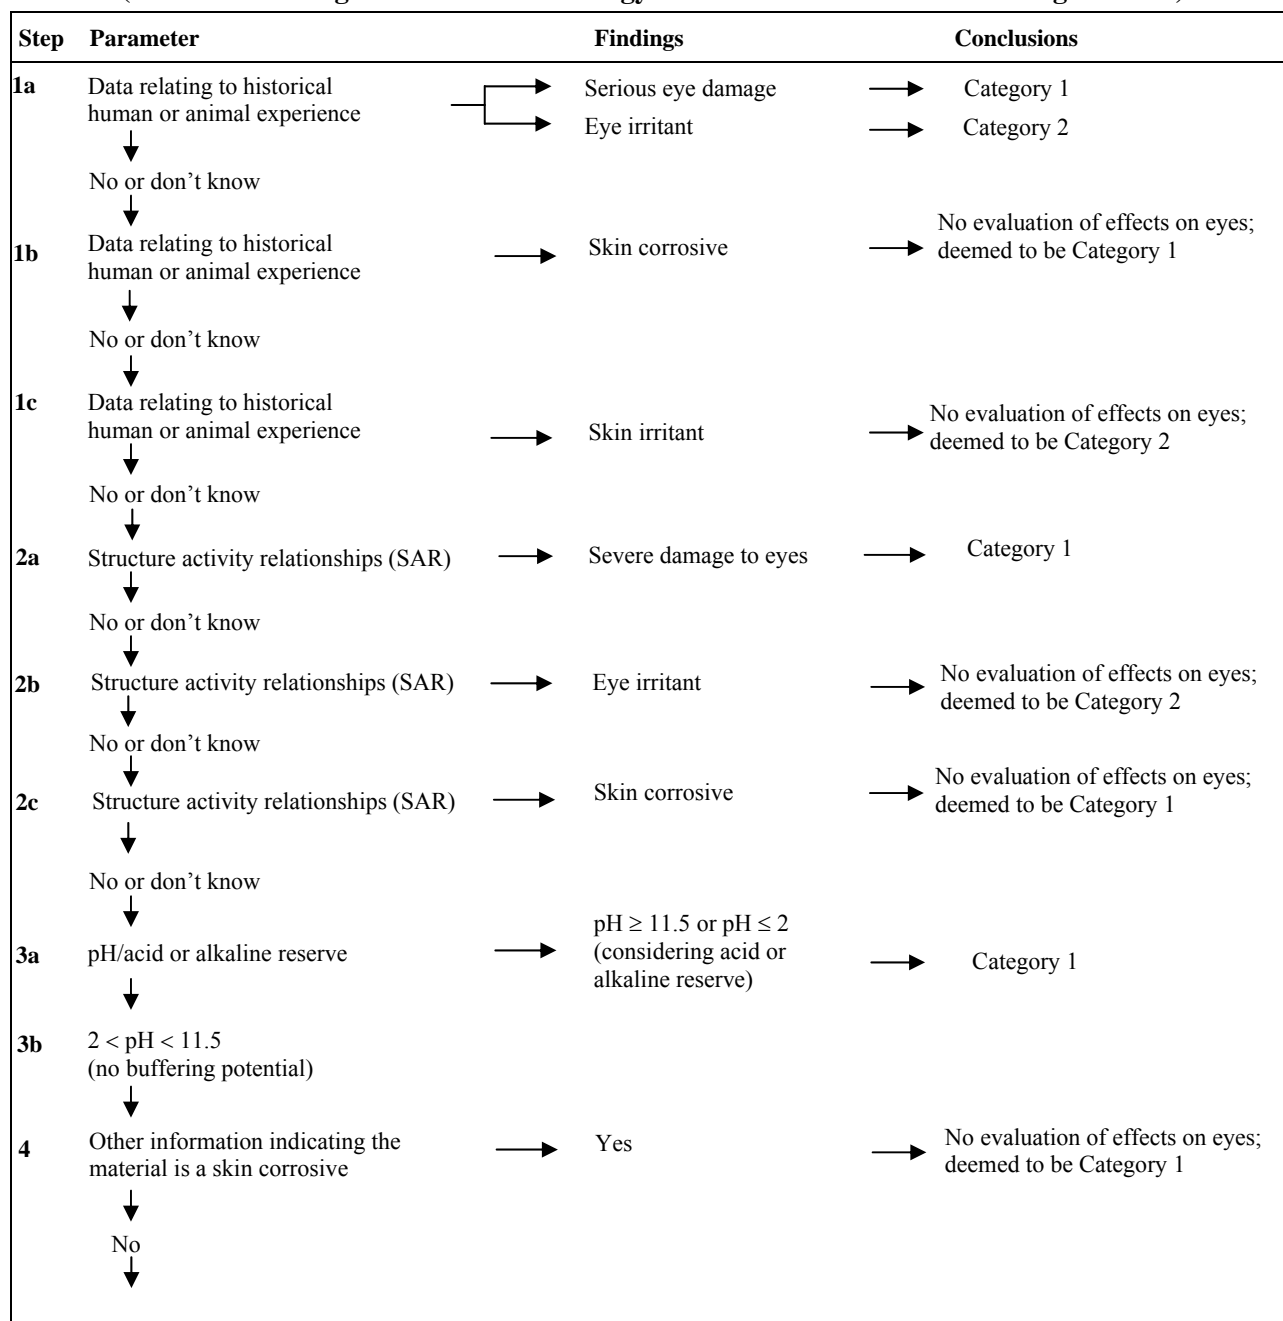 Step Parameter Findings Conclusions
1a Data relating to historical human or animal experience Serious eye damage Category 1
Eye irritant Category 2
No or don't know
1b Data relating to historical human or animal experience Skin corrosive No evaluation of effects on eyes; deemed to be Category 1
No or don't know
1c Data relating to historical human or animal experience Skin irritant No evaluation of effects on eyes; deemed to be Category 2
No or don't know
2a Structure activity relationships (SAR) Severe damage to eyes Category 1
No or don't know
2b Structure activity relationships (SAR) Eye irritant No evaluation of effects on eyes; deemed to be Category 2
No or don't know
2c Structure activity relationships (SAR) Skin corrosive No evaluation of effects on eyes; deemed to be Category 1
No or don't know
3a pH/acid or alkaline reserve pH ≥ 11.5 or pH ≤ 2 (considering acid or alkaline reserve) Category 1
3b 2 < pH < 11.5
(no buffering potential)
4 Other information indicating the material is a skin corrosive Yes No evaluation of effects on eyes; deemed to be Category 1
No